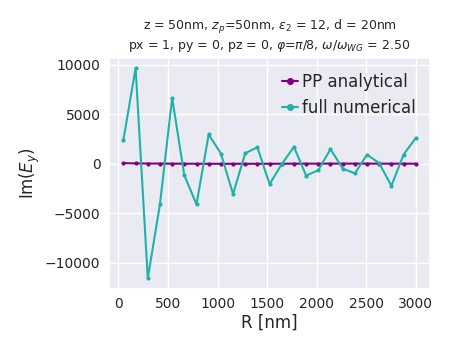 z = 50nm, z_p=50nm, ε_2 = 12, d = 20nm
px = 1, py = 0, pz = 0, φ=π/8, ω/ω_WG = 2.50
10000
5000
0
−5000
−10000
Im(E_y)
PP analytical
full numerical
0 500 1000 1500 2000 2500 3000
R [nm]